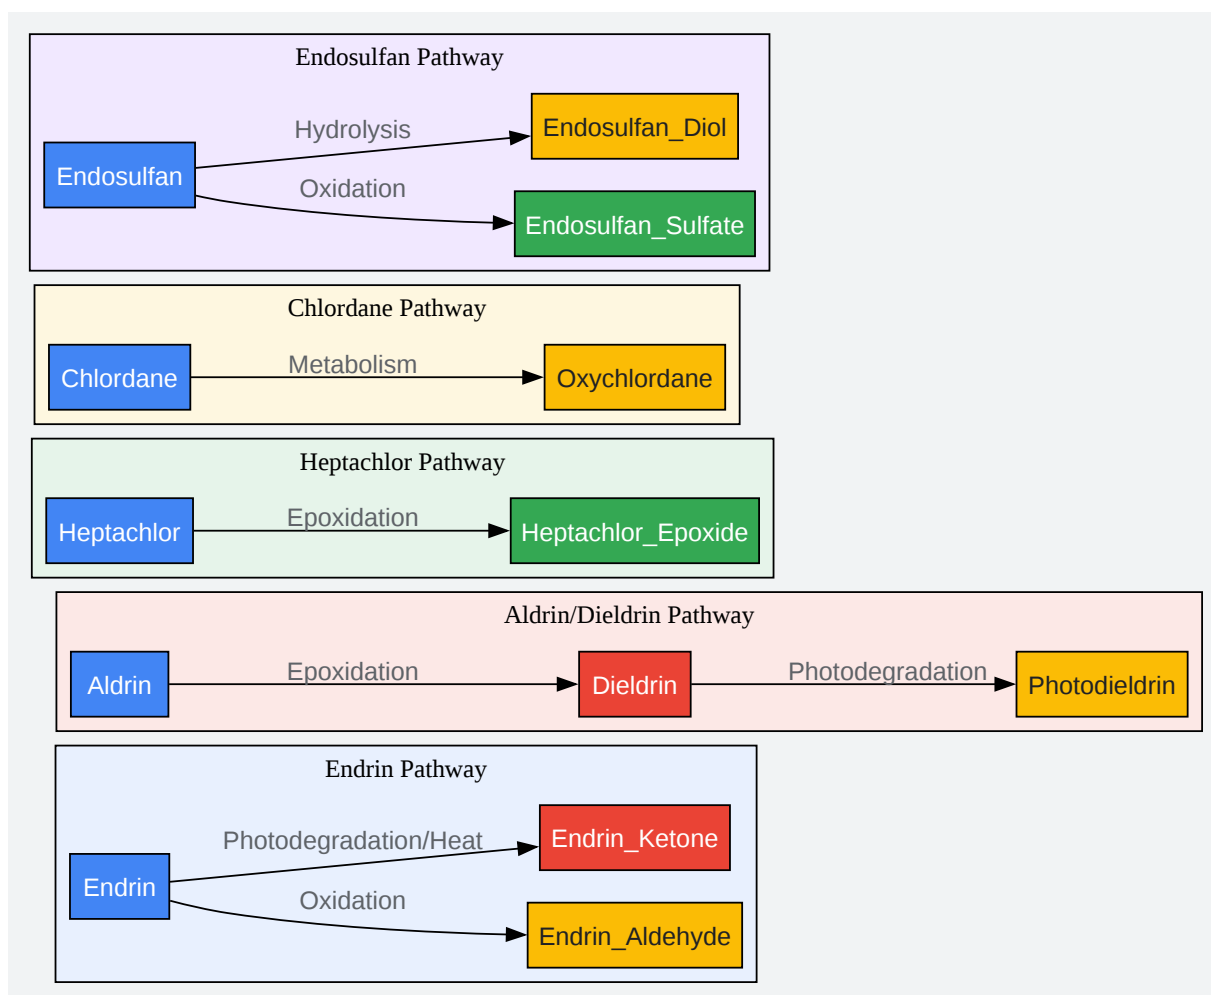 Endosulfan Pathway
Hydrolysis
Endosulfan_Diol
Endosulfan
Oxidation
Endosulfan_Sulfate
Chlordane Pathway
Chlordane
Metabolism
Oxychlordane
Heptachlor Pathway
Heptachlor
Epoxidation
Heptachlor_Epoxide
Aldrin/Dieldrin Pathway
Aldrin
Epoxidation
Dieldrin
Photodegradation
Photodieldrin
Endrin Pathway
Photodegradation/Heat
Endrin_Ketone
Endrin
Oxidation
Endrin_Aldehyde